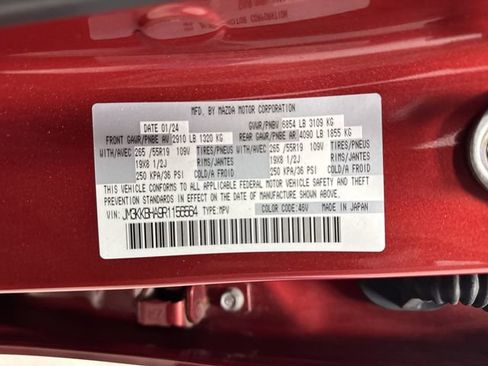 MFD. BY MAZDA MOTOR CORPORATION
DATE 01/24 GVWR/PNBV 6854 LB 3109 KG
FRONT GAWR/PNBE AV 2910 LB 1320 KG REAR GAWR/PNBE AR 4090 LB 1855 KG
WITH/AVEC 265 /55R19 109V TIRES/PNEUS WITH/AVEC 265 /55R19 109V TIRES/PNEUS
19X8 1/2J RIMS/JANTES 19X8 1/2J RIMS/JANTES
250 KPA/36 PSI COLD/A FROID 250 KPA/36 PSI COLD/A FROID
THIS VEHICLE CONFORMS TO ALL APPLICABLE FEDERAL MOTOR VEHICLE SAFETY AND THEFT
PREVENTION STANDARDS IN EFFECT ON THE DATE OF MANUFACTURE SHOWN ABOVE.
VIN: JM3KKBHA9R1156564 TYPE: MPV COLOR CODE: 46V MADE IN JAPAN